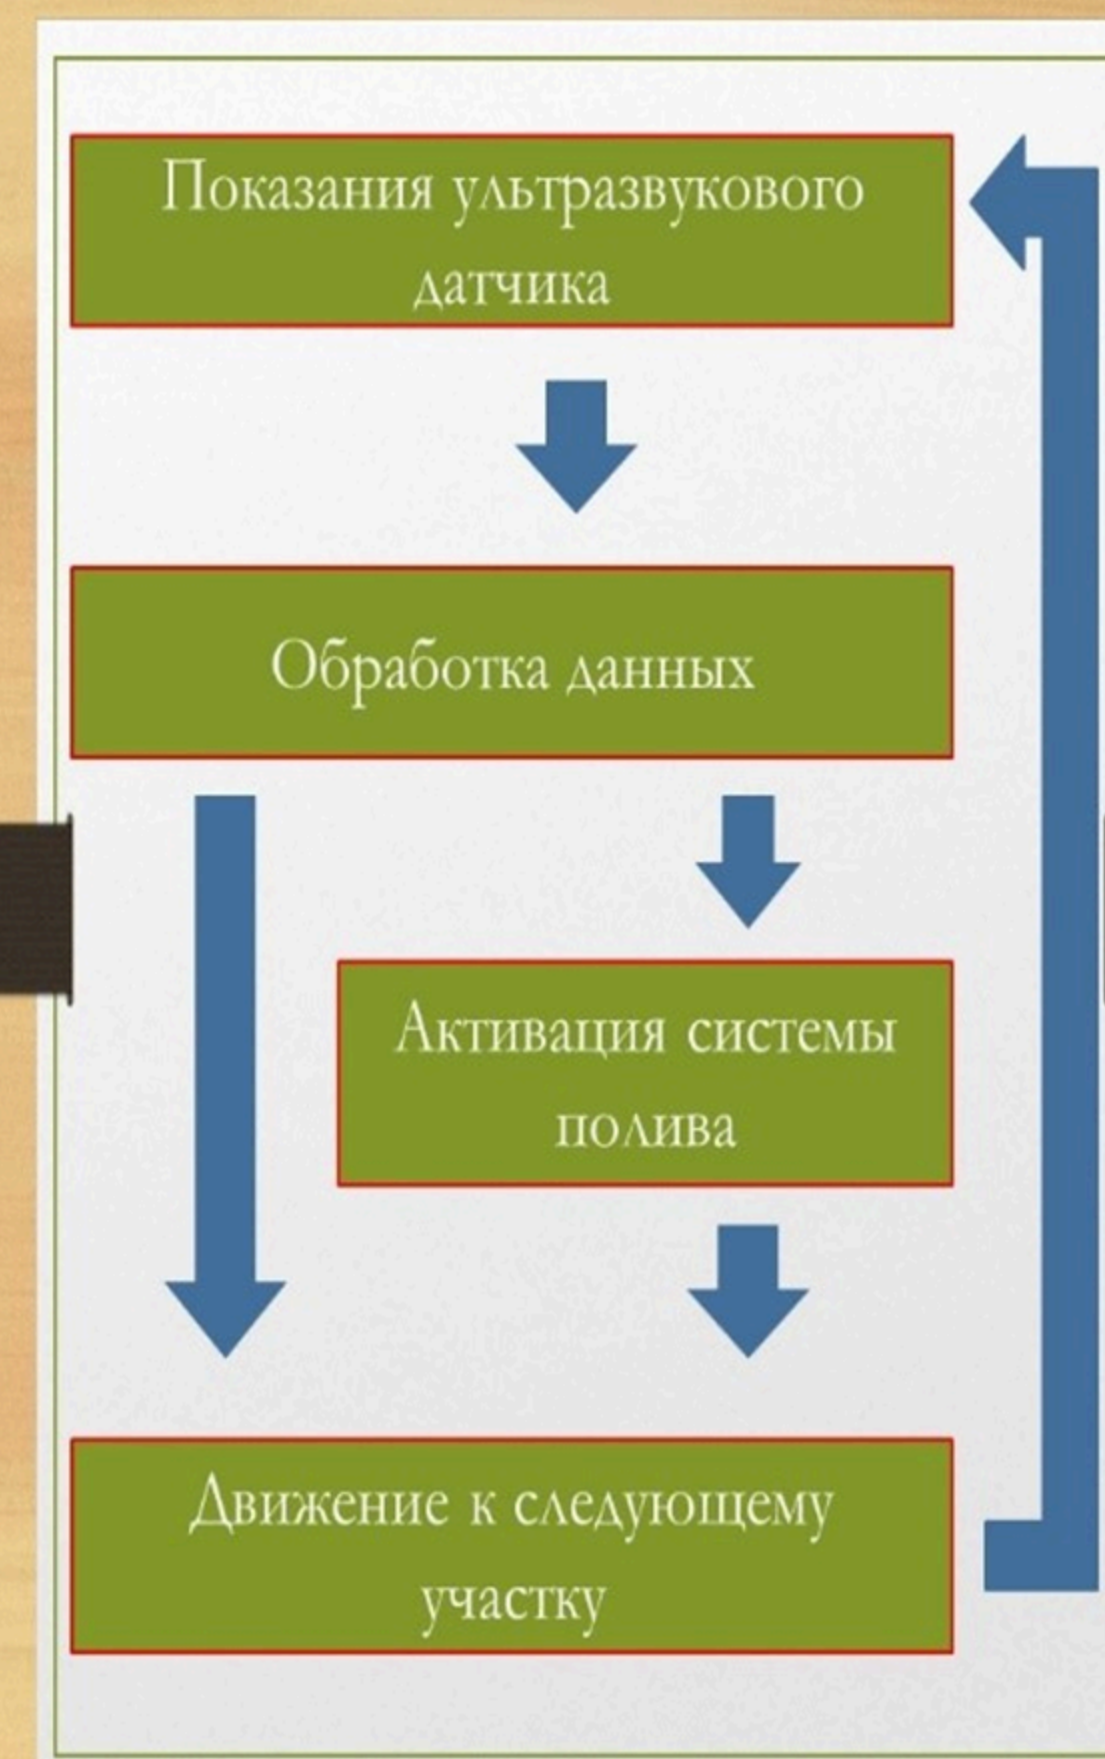 Показания ультразвукового
датчика
Обработка данных
Активация системы
полива
Движение к следующему
участку